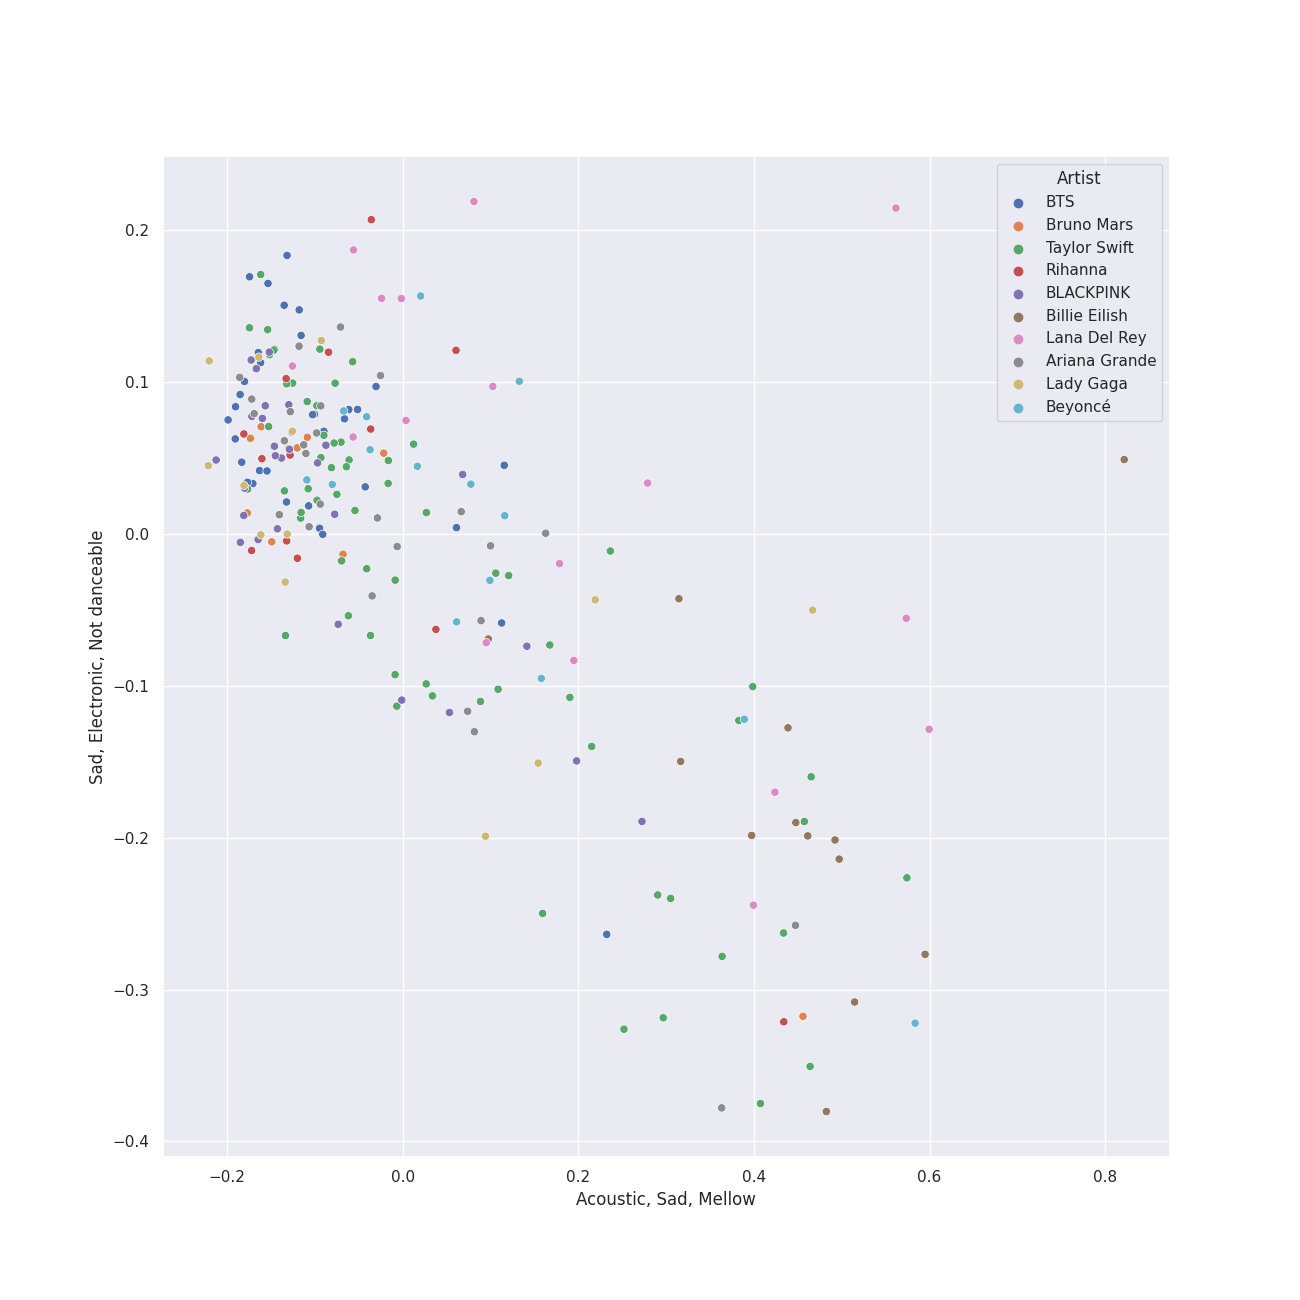 Artist
BTS
Bruno Mars
Taylor Swift
Rihanna
BLACKPINK
Billie Eilish
Lana Del Rey
Ariana Grande
Lady Gaga
Beyoncé
0.2
0.1
0.0
−0.1
−0.2
−0.3
−0.4
Sad, Electronic, Not danceable
−0.2 0.0 0.2 0.4 0.6 0.8
Acoustic, Sad, Mellow